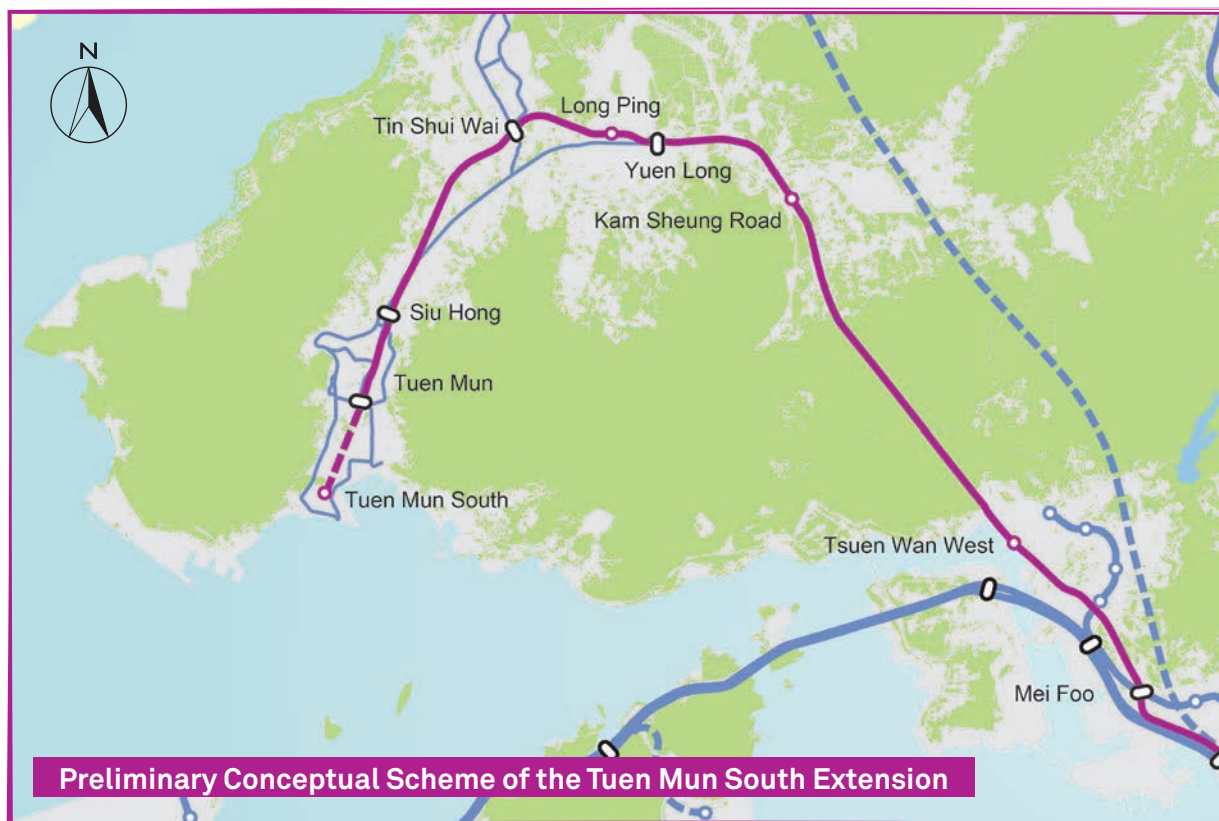 N
Long Ping
Tin Shui Wai
Yuen Long
Kam Sheung Road
Siu Hong
Tuen Mun
Tuen Mun South
Tsuen Wan West
Mei Foo
Preliminary Conceptual Scheme of the Tuen Mun South Extension